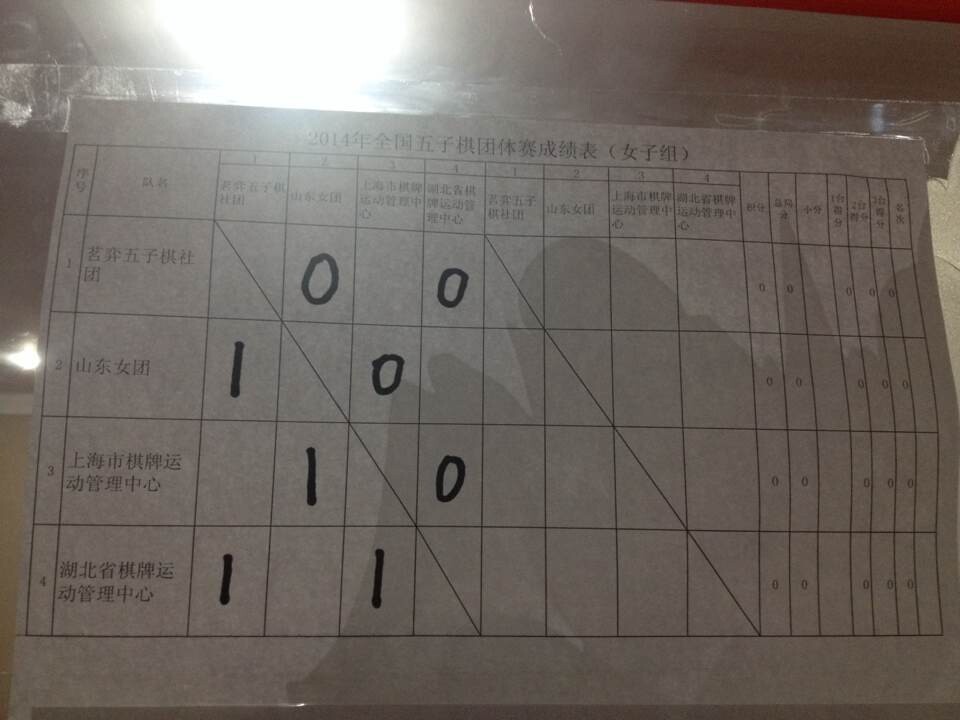 2014年全国五子棋团体赛成绩表（女子组）
序号 队名 1 2 3 4 1 2 3 4 积分 总局分 小分 1台得分 2台得分 3台得分 名次
茗弈五子棋社团 山东女团 上海市棋牌运动管理中心 湖北省棋牌运动管理中心 茗弈五子棋社团 山东女团 上海市棋牌运动管理中心 湖北省棋牌运动管理中心
1 茗弈五子棋社团 0 0 0 0 0 0 0
2 山东女团 1 0 0 0 0 0 0
3 上海市棋牌运动管理中心 1 0 0 0 0 0 0
4 湖北省棋牌运动管理中心 1 1 0 0 0 0 0